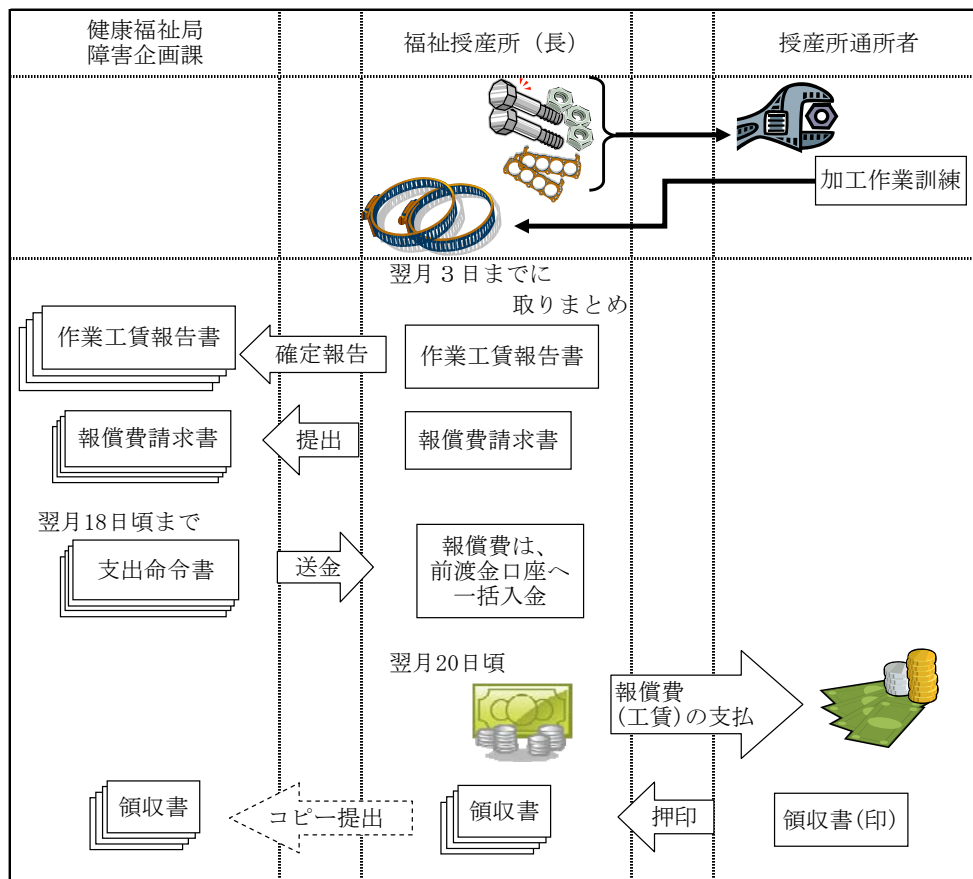 健康福祉局
障害企画課
福祉授産所（長）
授産所通所者
加工作業訓練
翌月３日までに
取りまとめ
作業工賃報告書
確定報告
作業工賃報告書
報償費請求書
提出
報償費請求書
翌月18日頃まで
支出命令書
送金
報償費は、
前渡金口座へ
一括入金
翌月20日頃
報償費
(工賃)の支払
領収書
コピー提出
領収書
押印
領収書(印)